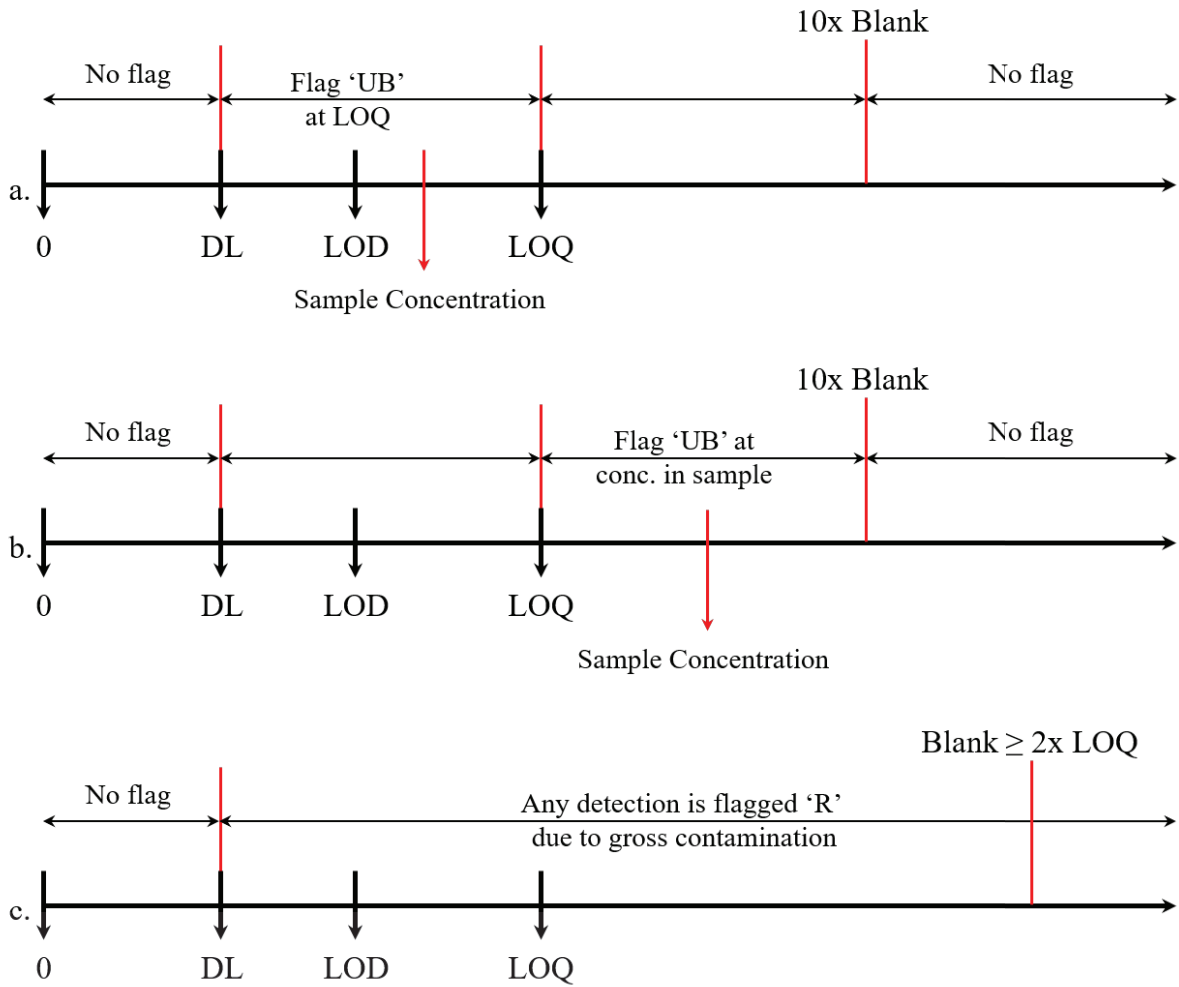 10x Blank
No flag
Flag ‘UB’
at LOQ
No flag
a.
0
DL
LOD
LOQ
Sample Concentration
10x Blank
No flag
Flag ‘UB’ at
conc. in sample
No flag
b.
0
DL
LOD
LOQ
Sample Concentration
Blank ≥ 2x LOQ
No flag
Any detection is flagged ‘R’
due to gross contamination
c.
0
DL
LOD
LOQ